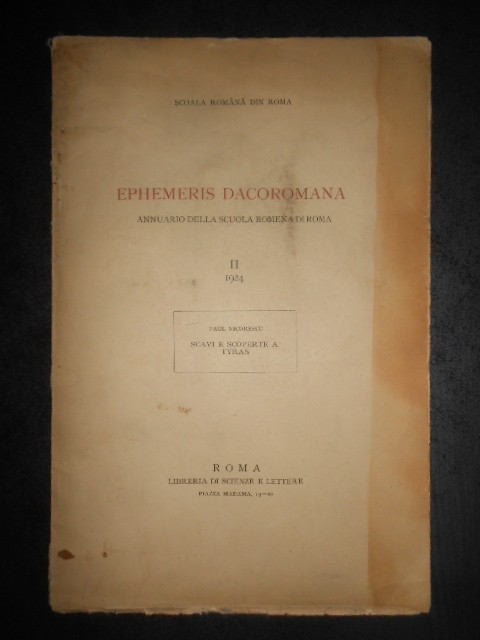 ȘCOALA ROMÂNĂ DIN ROMA
EPHEMERIS DACOROMANA
ANNUARIO DELLA SCUOLA ROMENA DI ROMA
II
1924
PAUL NICORESCU
SCAVI E SCOPERTE A
TYRAS
ROMA
LIBRERIA DI SCIENZE E LETTERE
PIAZZA MADAMA, 19-20